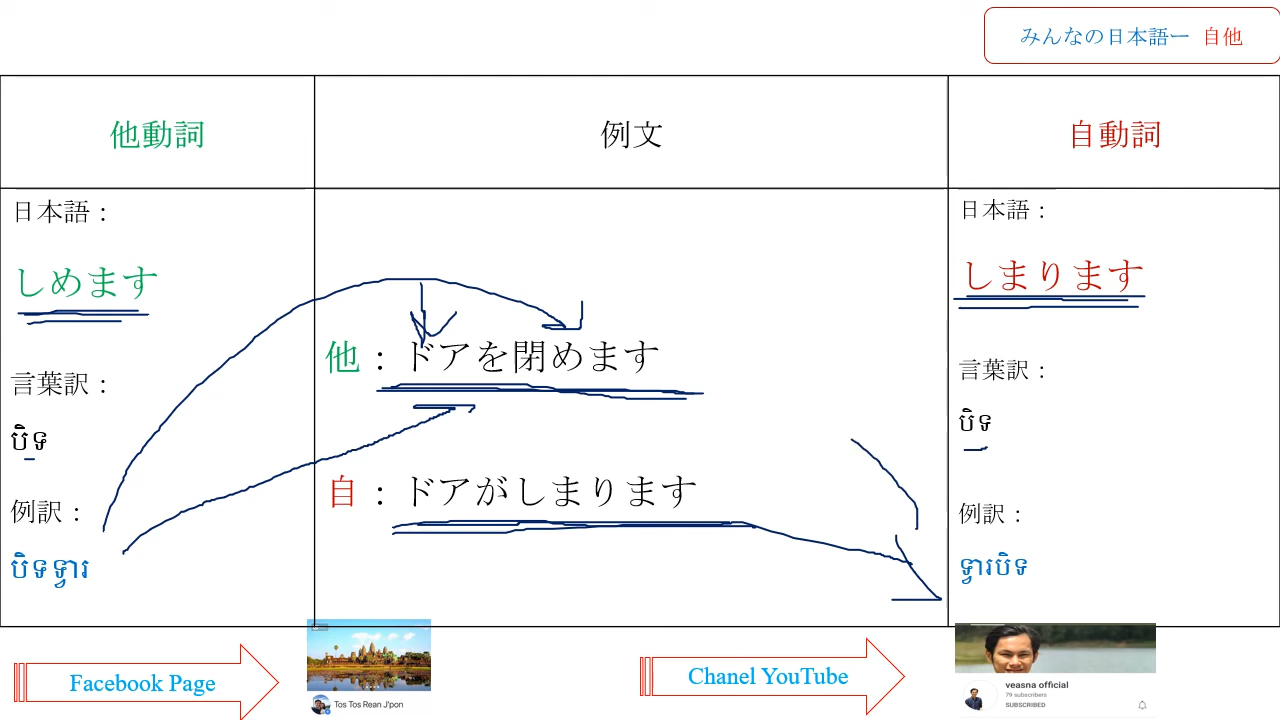 みんなの日本語ー 自他
他動詞
例文
自動詞
日本語：
しめます
言葉訳：
បិទ
例訳：
បិទទ្វារ
他：ドアを閉めます
自：ドアがしまります
日本語：
しまります
言葉訳：
បិទ
例訳：
ទ្វារបិទ
Facebook Page
Tos Tos Rean J'pon
Chanel YouTube
veasna official
79 subscribers
SUBSCRIBED